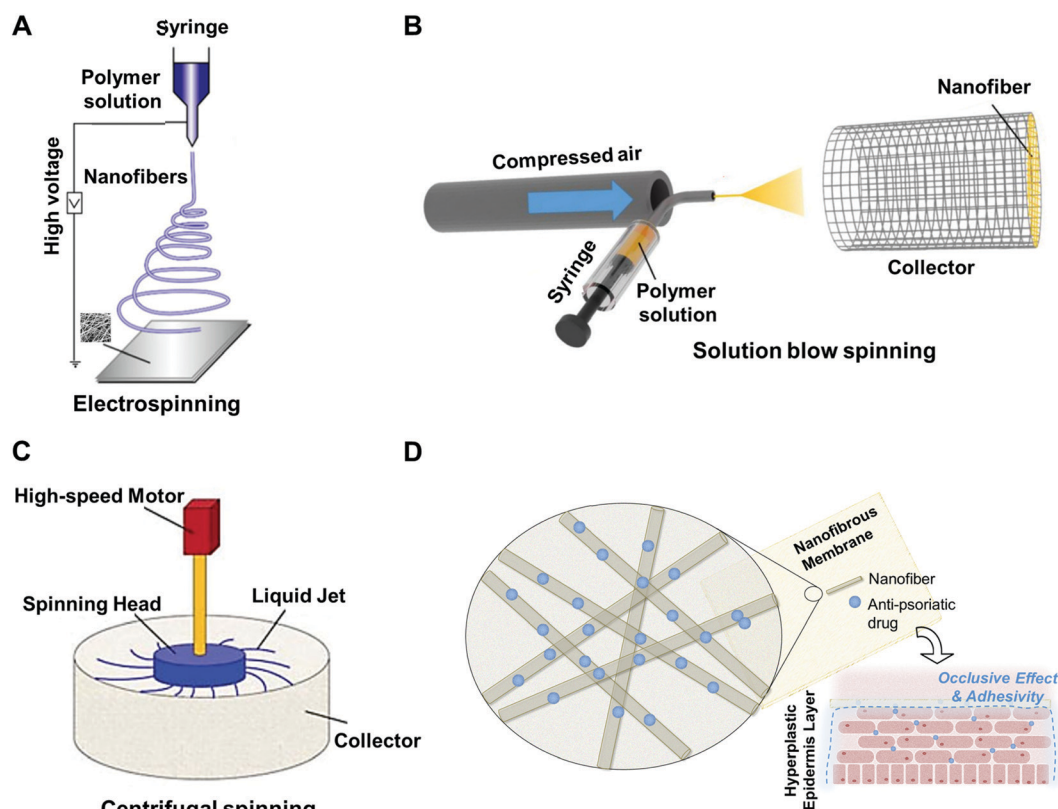 A
Syringe
Polymer
solution
High voltage
V
Nanofibers
Electrospinning
B
Nanofiber
Compressed air
Syringe
Polymer
solution
Collector
Solution blow spinning
C
High-speed Motor
Spinning Head
Liquid Jet
Collector
Centrifugal spinning
D
Nanofibrous
Membrane
Nanofiber
Anti-psoriatic
drug
Occlusive Effect
& Adhesivity
Hyperplastic
Epidermis Layer